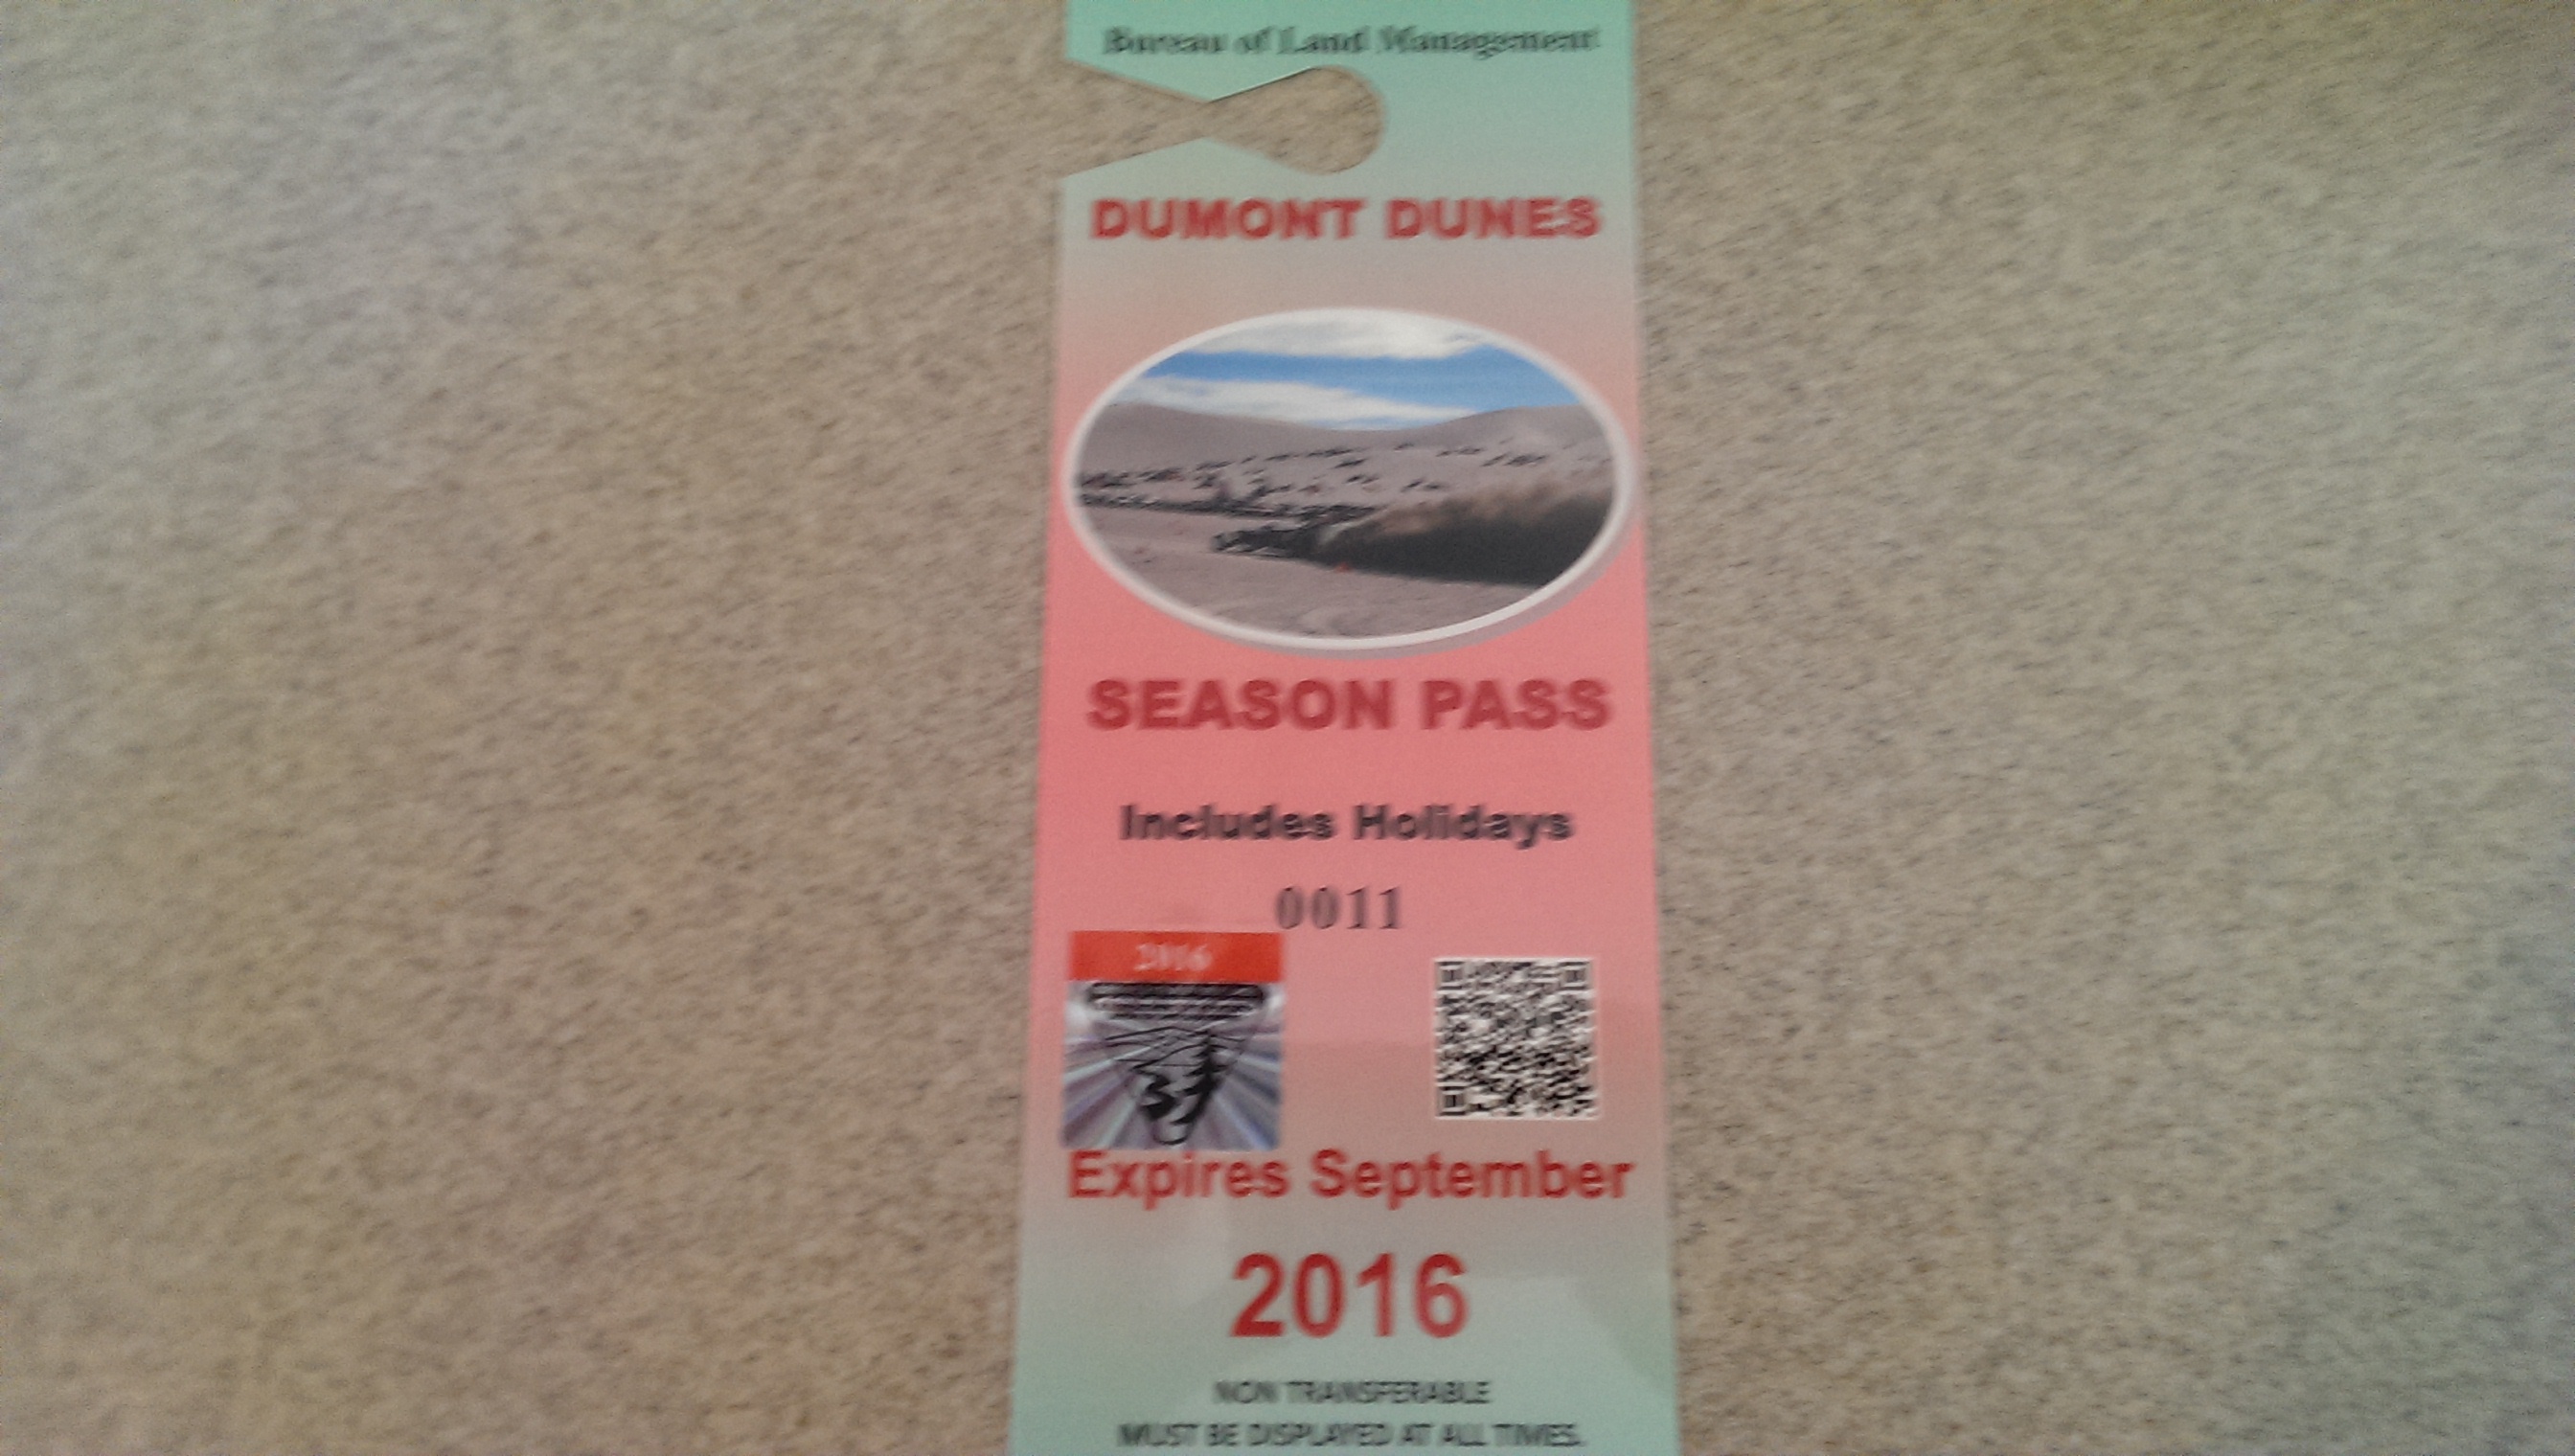 Bureau of Land Management
DUMONT DUNES
SEASON PASS
Includes Holidays
0011
2016
Expires September
2016
NON TRANSFERABLE
MUST BE DISPLAYED AT ALL TIMES.